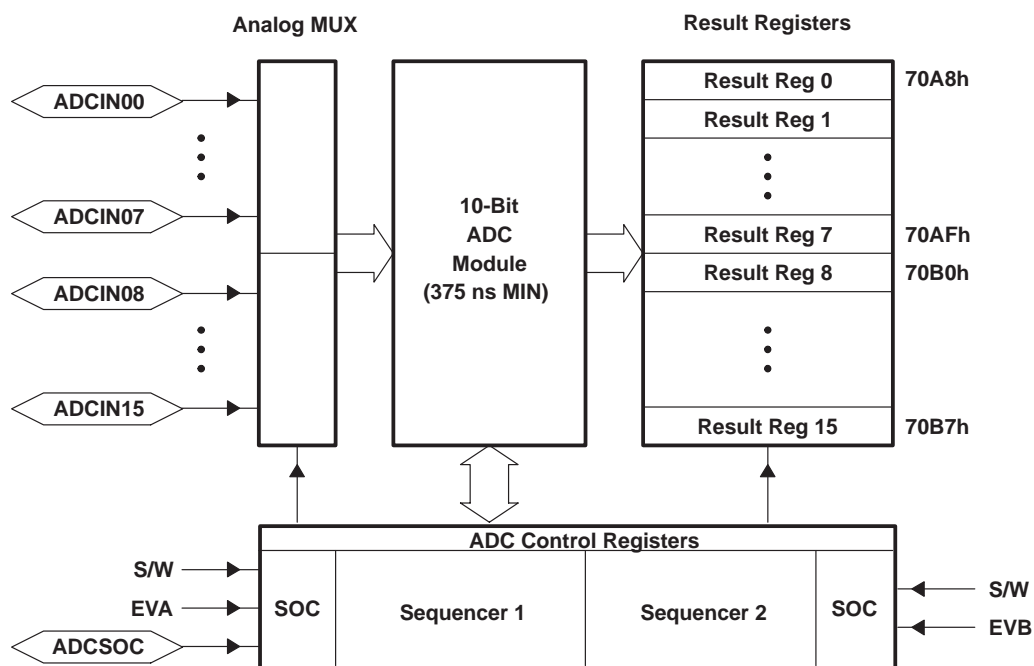 Analog MUX
Result Registers
ADCIN00
ADCIN07
ADCIN08
ADCIN15
10-Bit
ADC
Module
(375 ns MIN)
Result Reg 0
70A8h
Result Reg 1
Result Reg 7
70AFh
Result Reg 8
70B0h
Result Reg 15
70B7h
ADC Control Registers
S/W
EVA
ADCSOC
SOC
Sequencer 1
Sequencer 2
SOC
S/W
EVB